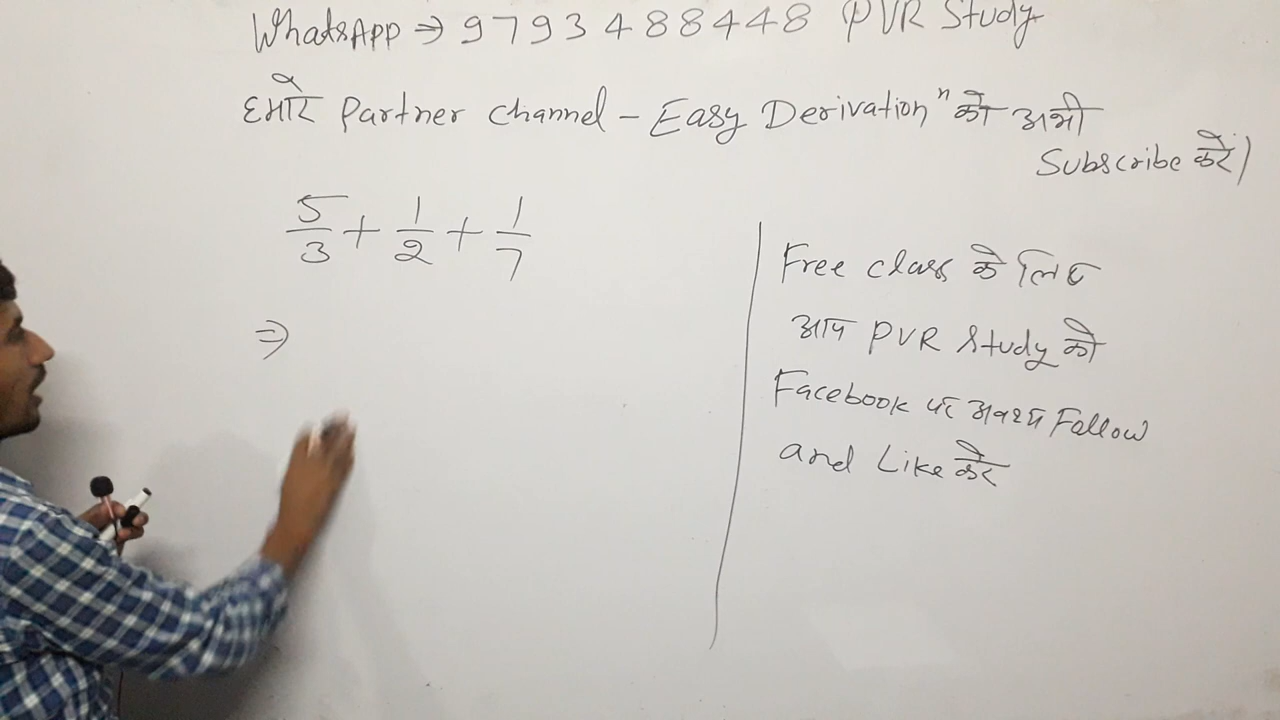 WhatsApp ⇒ 9793488448 PVR Study
हमारे Partner channel - Easy Derivation" को अभी
Subscribe करें।
5/3 + 1/2 + 1/7
⇒
Free class के लिए
आप PVR Study को
Facebook पर अवश्य Follow
and Like करें